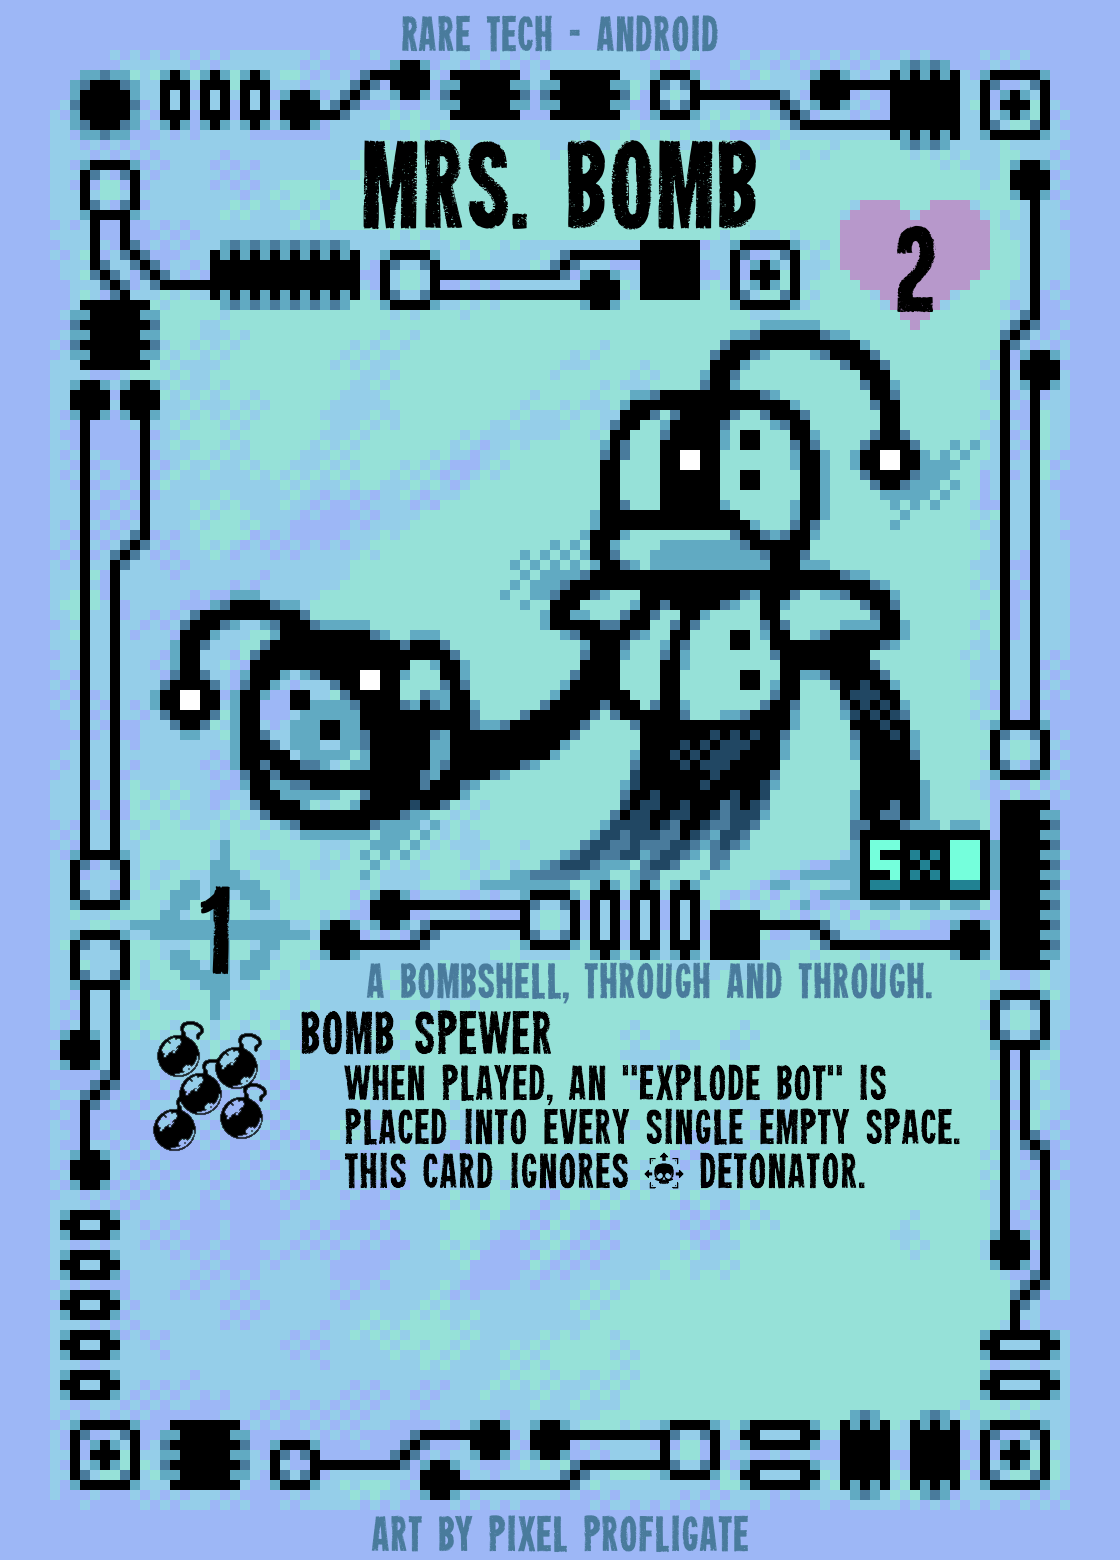 RARE TECH - ANDROID
MRS. BOMB
2
5x1
1
A BOMBSHELL, THROUGH AND THROUGH.
BOMB SPEWER
WHEN PLAYED, AN "EXPLODE BOT" IS
PLACED INTO EVERY SINGLE EMPTY SPACE.
THIS CARD IGNORES DETONATOR.
ART BY PIXEL PROFLIGATE